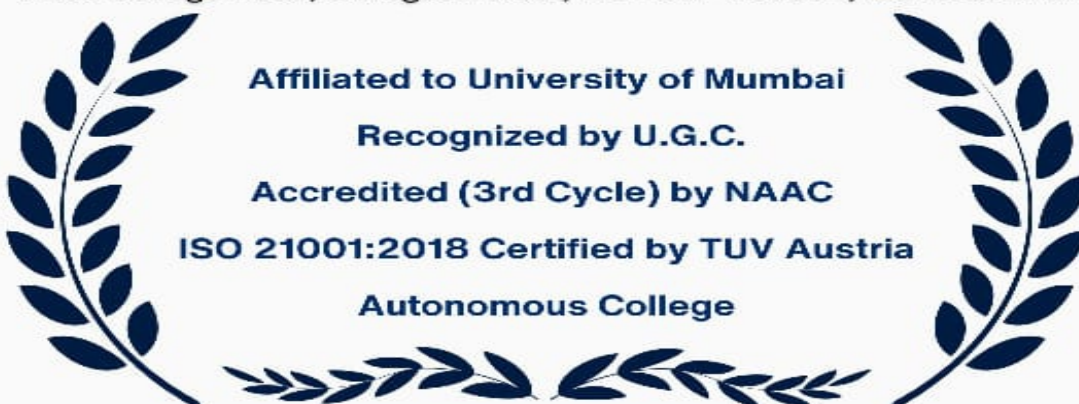 Affiliated to University of Mumbai
Recognized by U.G.C.
Accredited (3rd Cycle) by NAAC
ISO 21001:2018 Certified by TUV Austria
Autonomous College